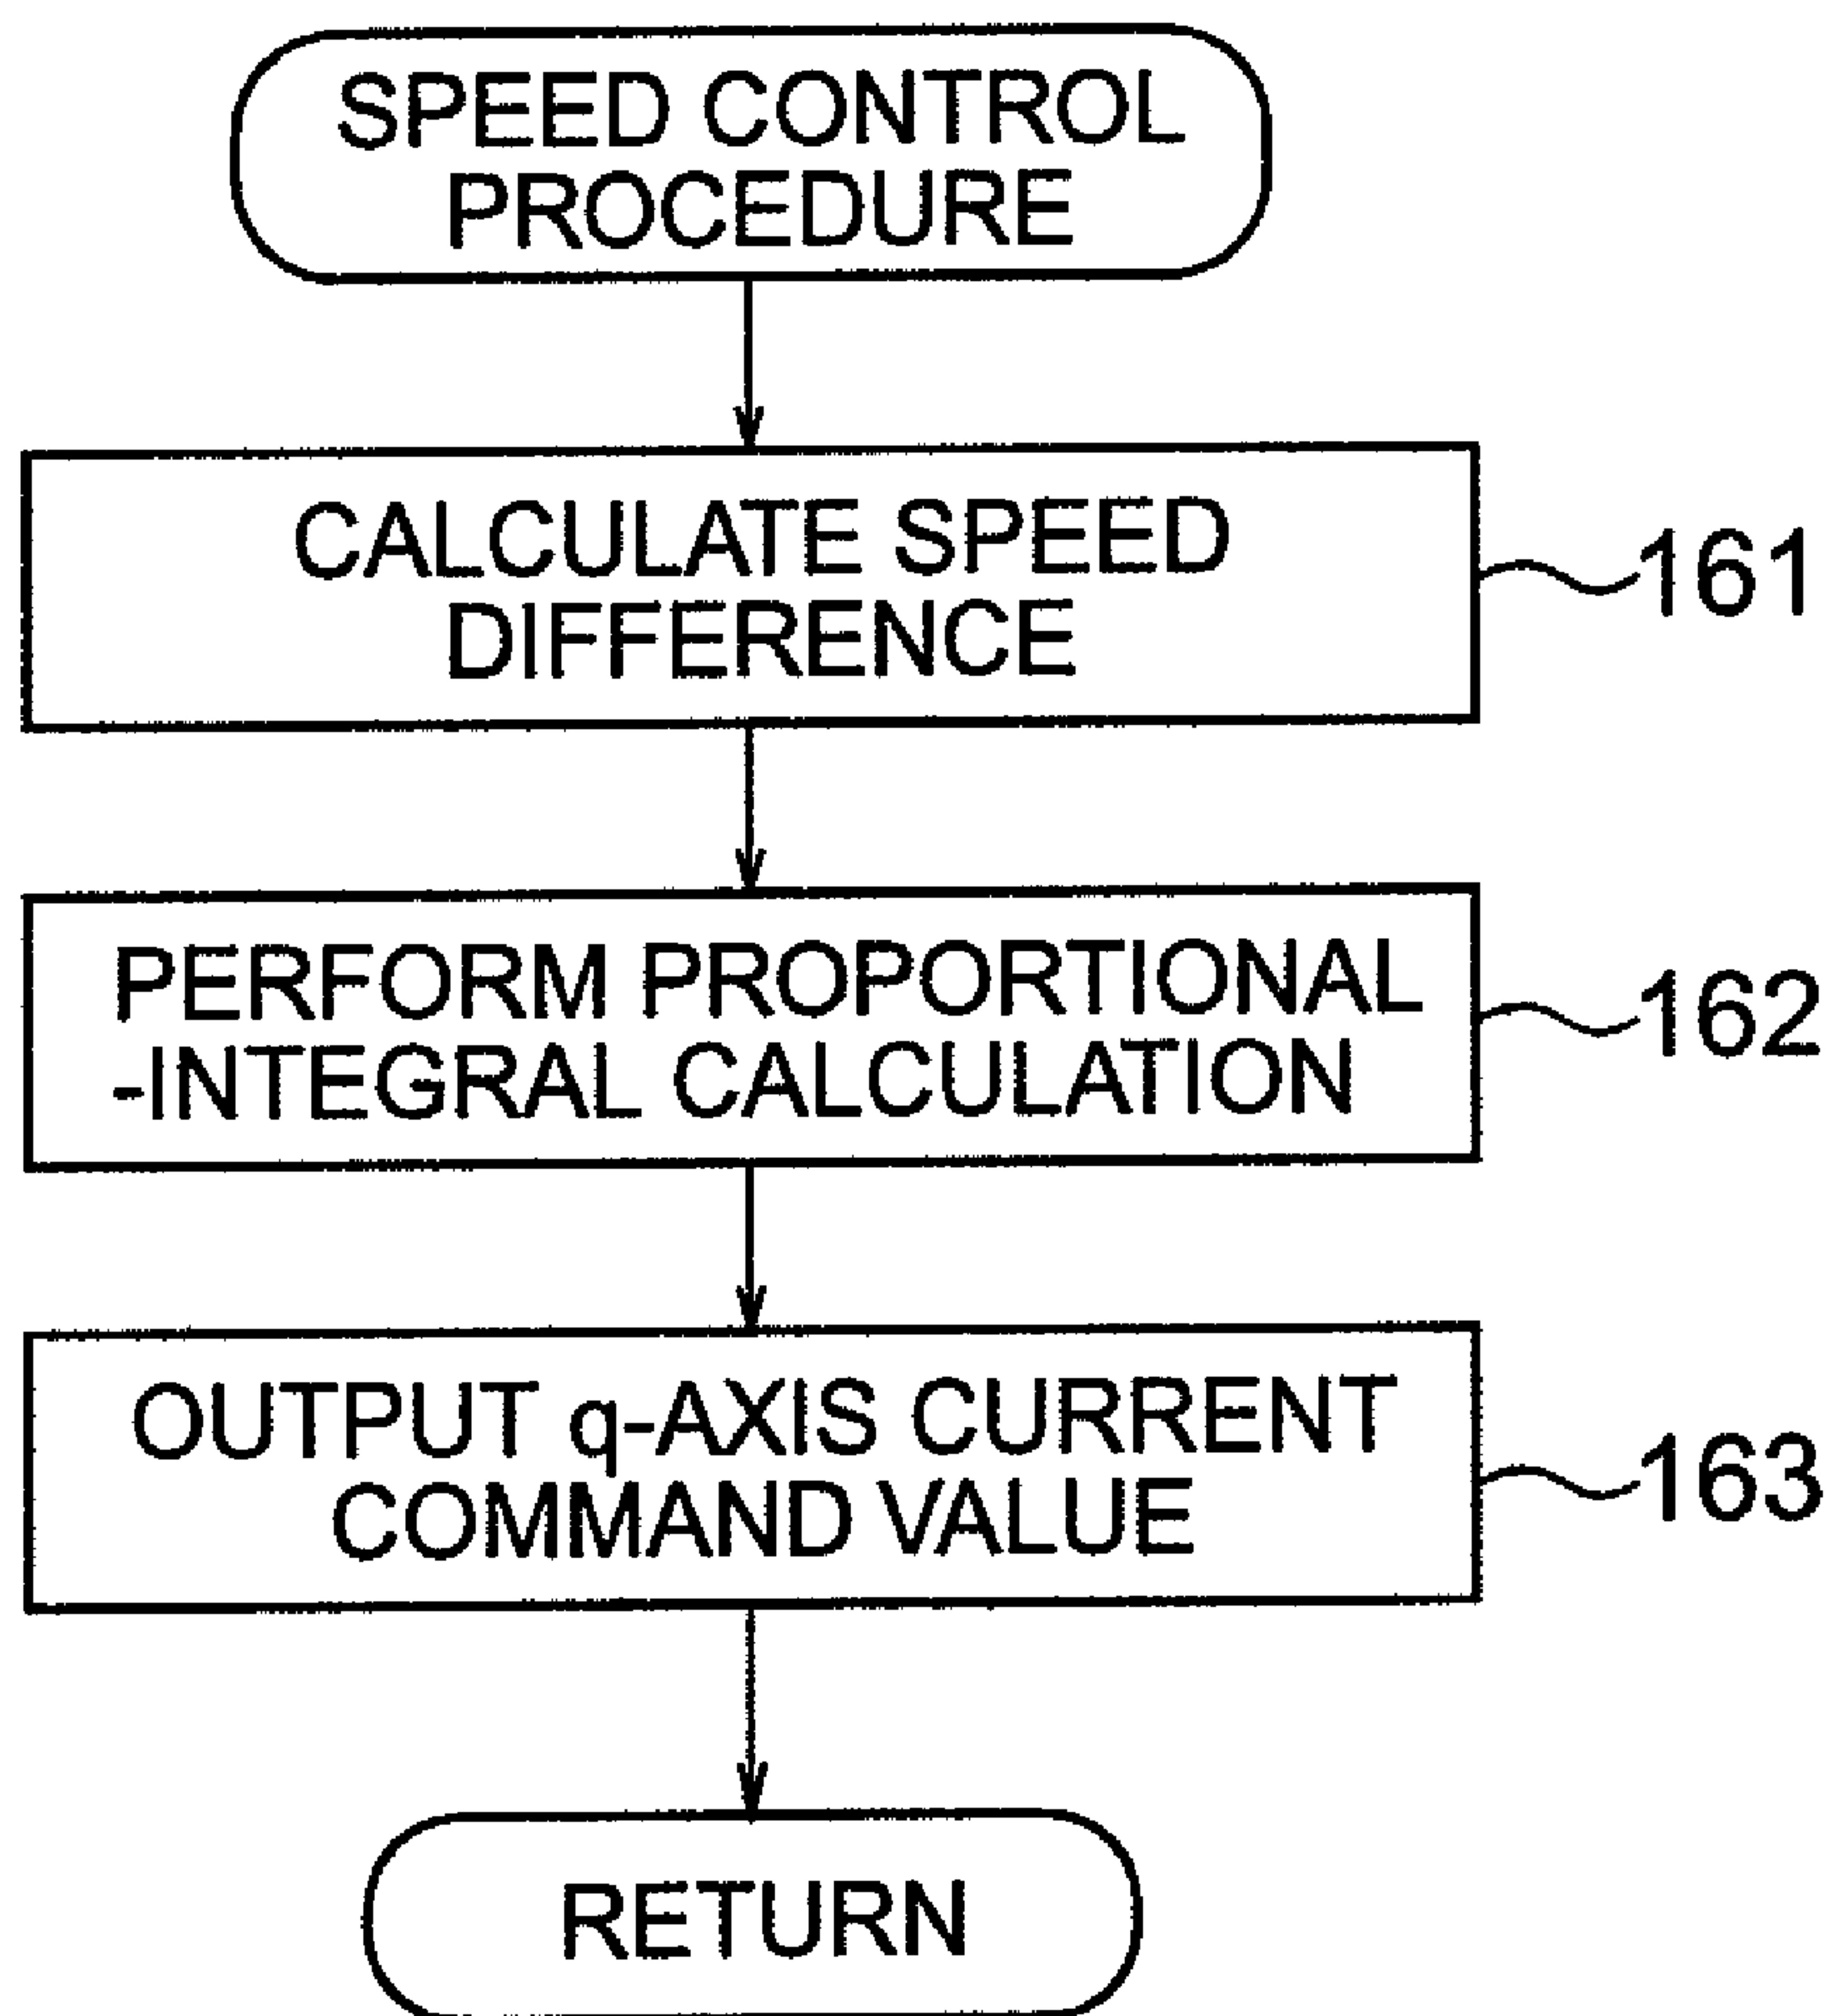 SPEED CONTROL
PROCEDURE
CALCULATE SPEED
DIFFERENCE
161
PERFORM PROPORTIONAL
-INTEGRAL CALCULATION
162
OUTPUT q-AXIS CURRENT
COMMAND VALUE
163
RETURN